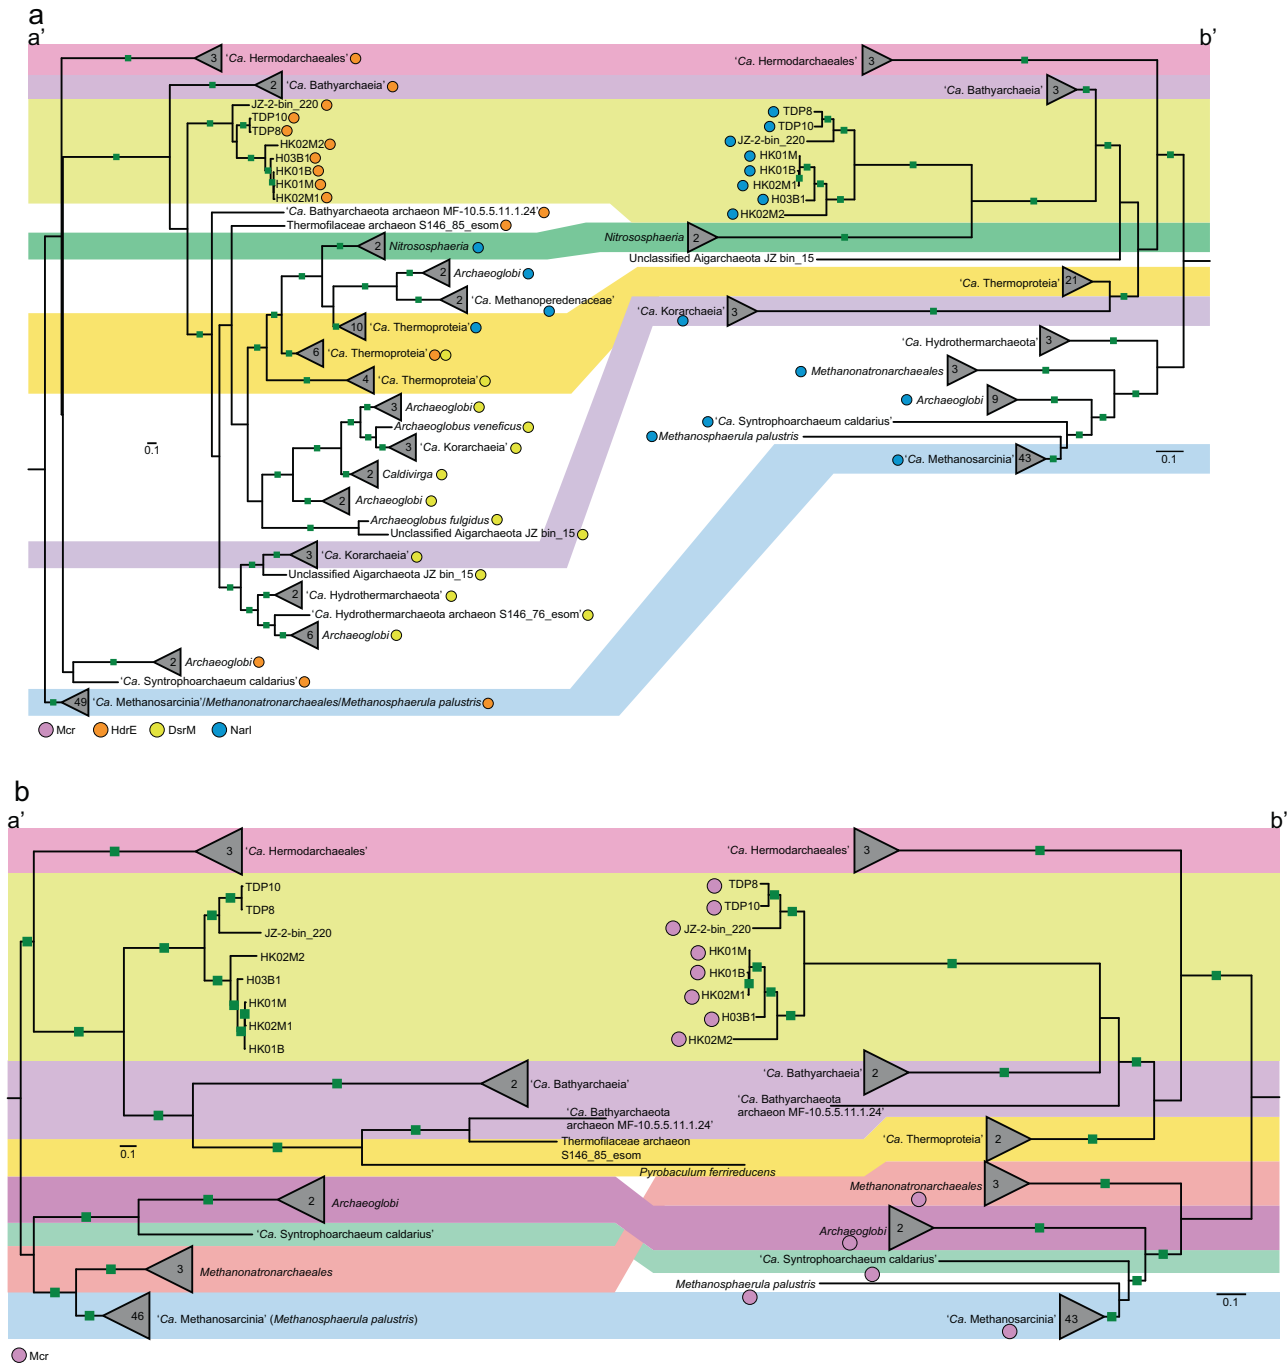 a
a’
b’
3
‘Ca. Hermodarchaeales’
2
‘Ca. Bathyarchaeia’
JZ-2-bin_220
TDP10
TDP8
HK02M2
H03B1
HK01B
HK01M
HK02M1
‘Ca. Bathyarchaeota archaeon MF-10.5.5.11.1.24’
Thermofilaceae archaeon S146_85_esom
2
Nitrososphaeria
2
Archaeoglobi
2
‘Ca. Methanoperedenaceae’
10
‘Ca. Thermoproteia’
6
‘Ca. Thermoproteia’
4
‘Ca. Thermoproteia’
3
Archaeoglobi
Archaeoglobus veneficus
3
‘Ca. Korarchaeia’
2
Caldivirga
2
Archaeoglobi
Archaeoglobus fulgidus
Unclassified Aigarchaeota JZ bin_15
3
‘Ca. Korarchaeia’
Unclassified Aigarchaeota JZ bin_15
2
‘Ca. Hydrothermarchaeota’
‘Ca. Hydrothermarchaeota archaeon S146_76_esom’
6
Archaeoglobi
2
Archaeoglobi
‘Ca. Syntrophoarchaeum caldarius’
49
‘Ca. Methanosarcinia’/Methanonatronarchaeales/Methanosphaerula palustris
0.1
‘Ca. Hermodarchaeales’
3
‘Ca. Bathyarchaeia’
3
TDP8
TDP10
JZ-2-bin_220
HK01M
HK01B
HK02M1
H03B1
HK02M2
Nitrososphaeria
2
Unclassified Aigarchaeota JZ bin_15
‘Ca. Thermoproteia’
21
‘Ca. Korarchaeia’
3
‘Ca. Hydrothermarchaeota’
3
Methanonatronarchaeales
3
Archaeoglobi
9
‘Ca. Syntrophoarchaeum caldarius’
Methanosphaerula palustris
‘Ca. Methanosarcinia’
43
0.1
Mcr
HdrE
DsrM
NarI
b
a’
b’
3
‘Ca. Hermodarchaeales’
TDP10
TDP8
JZ-2-bin_220
HK02M2
H03B1
HK01M
HK02M1
HK01B
2
‘Ca. Bathyarchaeia’
‘Ca. Bathyarchaeota
archaeon MF-10.5.5.11.1.24’
Thermofilaceae archaeon
S146_85_esom
Pyrobaculum ferrireducens
0.1
2
Archaeoglobi
‘Ca. Syntrophoarchaeum caldarius’
3
Methanonatronarchaeales
46
‘Ca. Methanosarcinia’ (Methanosphaerula palustris)
‘Ca. Hermodarchaeales’
3
TDP8
TDP10
JZ-2-bin_220
HK01M
HK01B
HK02M1
H03B1
HK02M2
‘Ca. Bathyarchaeia’
2
‘Ca. Bathyarchaeota
archaeon MF-10.5.5.11.1.24’
‘Ca. Thermoproteia’
2
Methanonatronarchaeales
3
Archaeoglobi
2
‘Ca. Syntrophoarchaeum caldarius’
Methanosphaerula palustris
‘Ca. Methanosarcinia’
43
0.1
Mcr